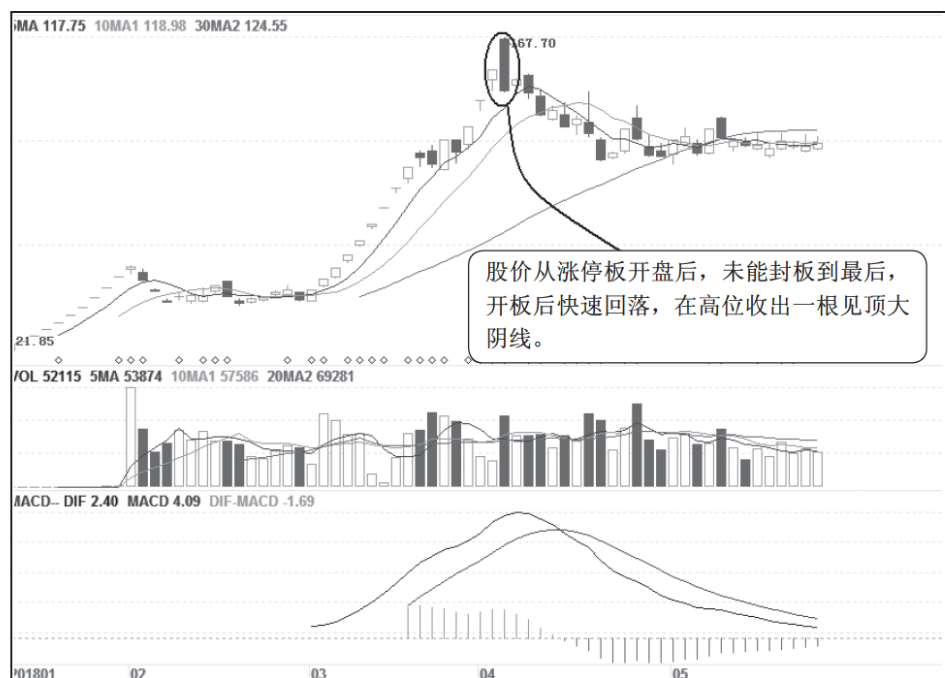 MA 117.75 10MA1 118.98 30MA2 124.55
167.70
股价从涨停板开盘后，未能封板到最后，
开板后快速回落，在高位收出一根见顶大
阴线。
21.85
VOL 52115 5MA 53874 10MA1 57586 20MA2 69281
MACD-- DIF 2.40 MACD 4.09 DIF-MACD -1.69
201801 02 03 04 05